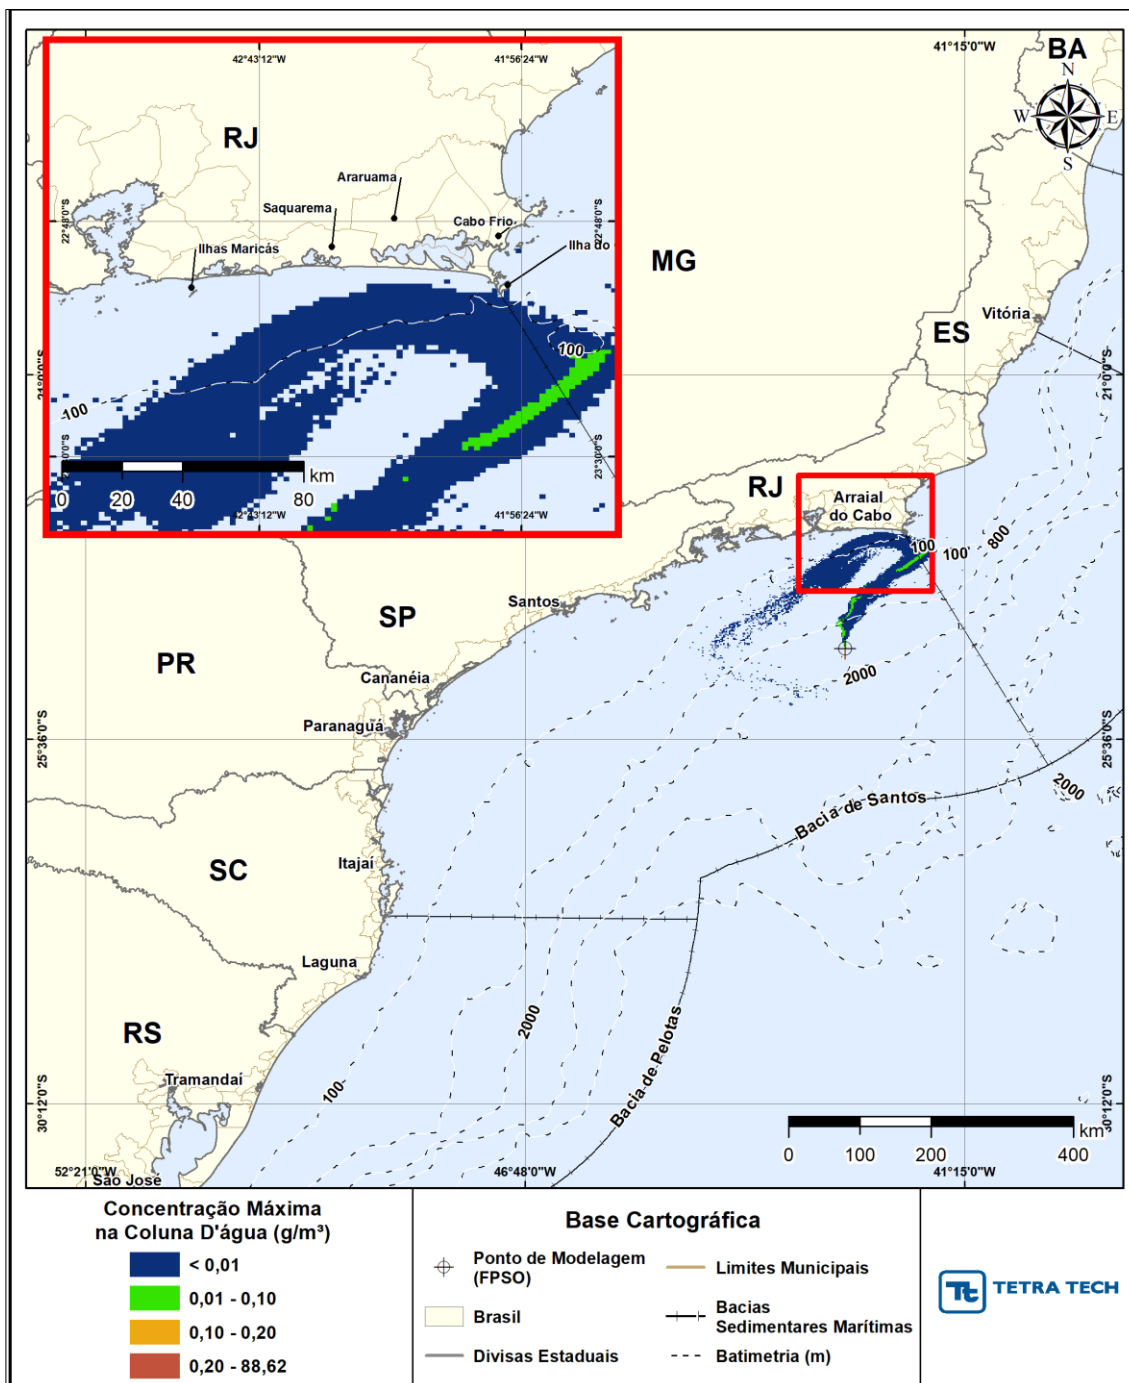 42°43'12"W
41°56'24"W
41°15'0"W
BA
N
W
E
S
RJ
Araruama
Saquarema
Cabo Frio
Ilhas Maricás
Ilha do
22°48'0"S
22°48'0"S
MG
ES
Vitória
100
100
21°0'0"S
21°0'0"S
23°30'0"S
km
0
20
40
80
42°43'12"W
41°56'24"W
RJ
Arraial
do Cabo
100
100
800
Santos
SP
PR
2000
Cananéia
Paranaguá
25°36'0"S
25°36'0"S
2000
Bacia de Santos
SC
Itajaí
Laguna
2000
RS
Bacia de Pelotas
Tramandaí
100
30°12'0"S
30°12'0"S
km
0
100
200
400
52°21'0"W
46°48'0"W
41°15'0"W
São José
Concentração Máxima
na Coluna D'água (g/m³)
< 0,01
0,01 - 0,10
0,10 - 0,20
0,20 - 88,62
Base Cartográfica
Ponto de Modelagem
(FPSO)
Brasil
Divisas Estaduais
Limites Municipais
Bacias
Sedimentares Marítimas
Batimetria (m)
Tt
TETRA TECH